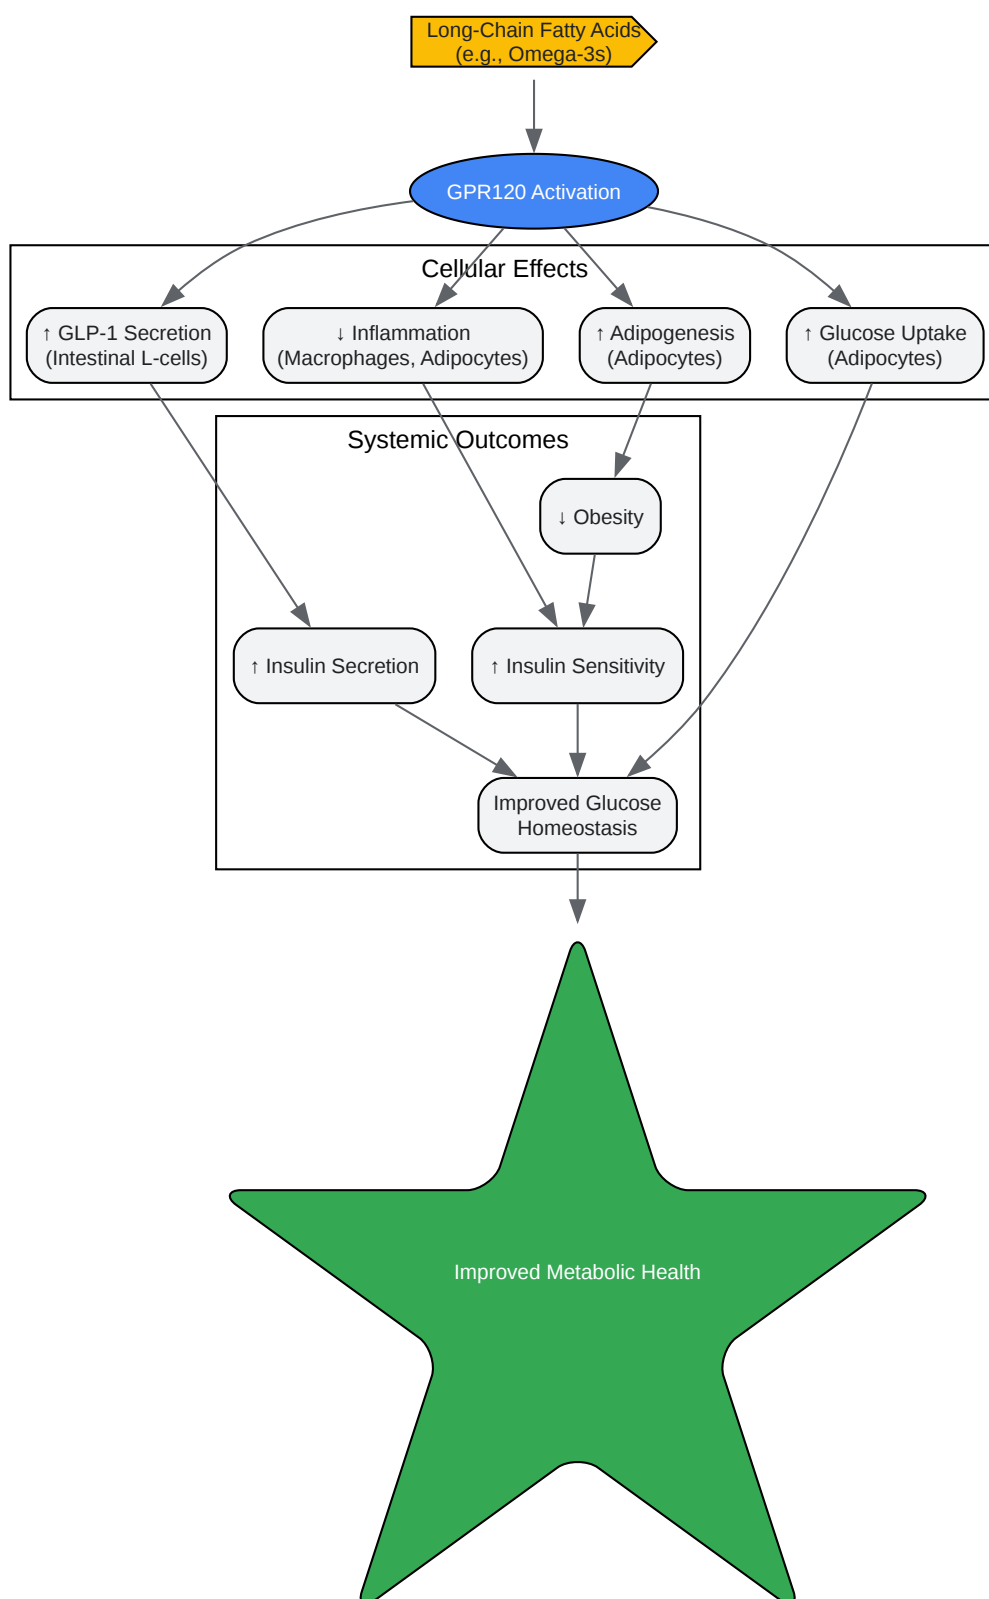 Long-Chain Fatty Acids
(e.g., Omega-3s)
GPR120 Activation
Cellular Effects
↑ GLP-1 Secretion
(Intestinal L-cells)
↓ Inflammation
(Macrophages, Adipocytes)
↑ Adipogenesis
(Adipocytes)
↑ Glucose Uptake
(Adipocytes)
Systemic Outcomes
↓ Obesity
↑ Insulin Secretion
↑ Insulin Sensitivity
Improved Glucose
Homeostasis
Improved Metabolic Health